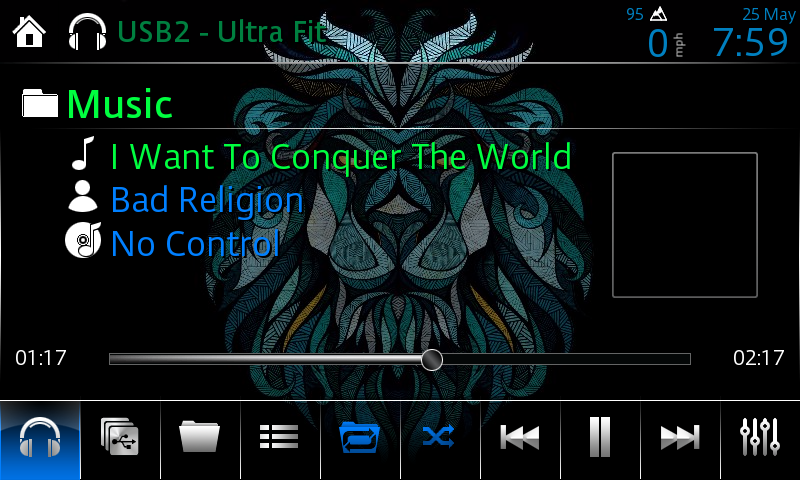 USB2 - Ultra Fit
95
25 May
0 mph
7:59
Music
I Want To Conquer The World
Bad Religion
No Control
01:17
02:17